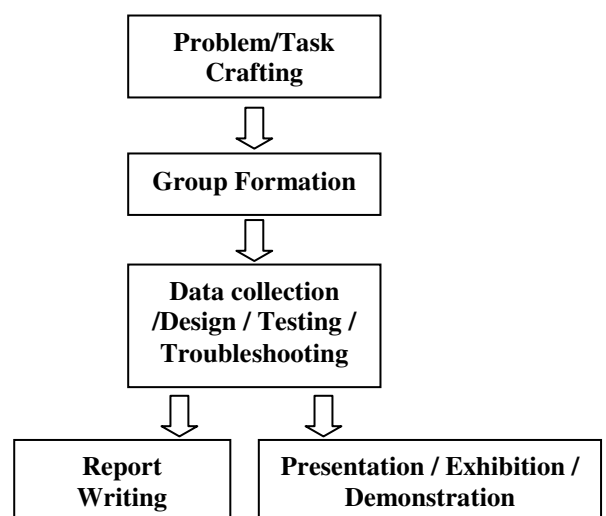 Problem/Task
Crafting
Group Formation
Data collection
/Design / Testing /
Troubleshooting
Report
Writing
Presentation / Exhibition /
Demonstration